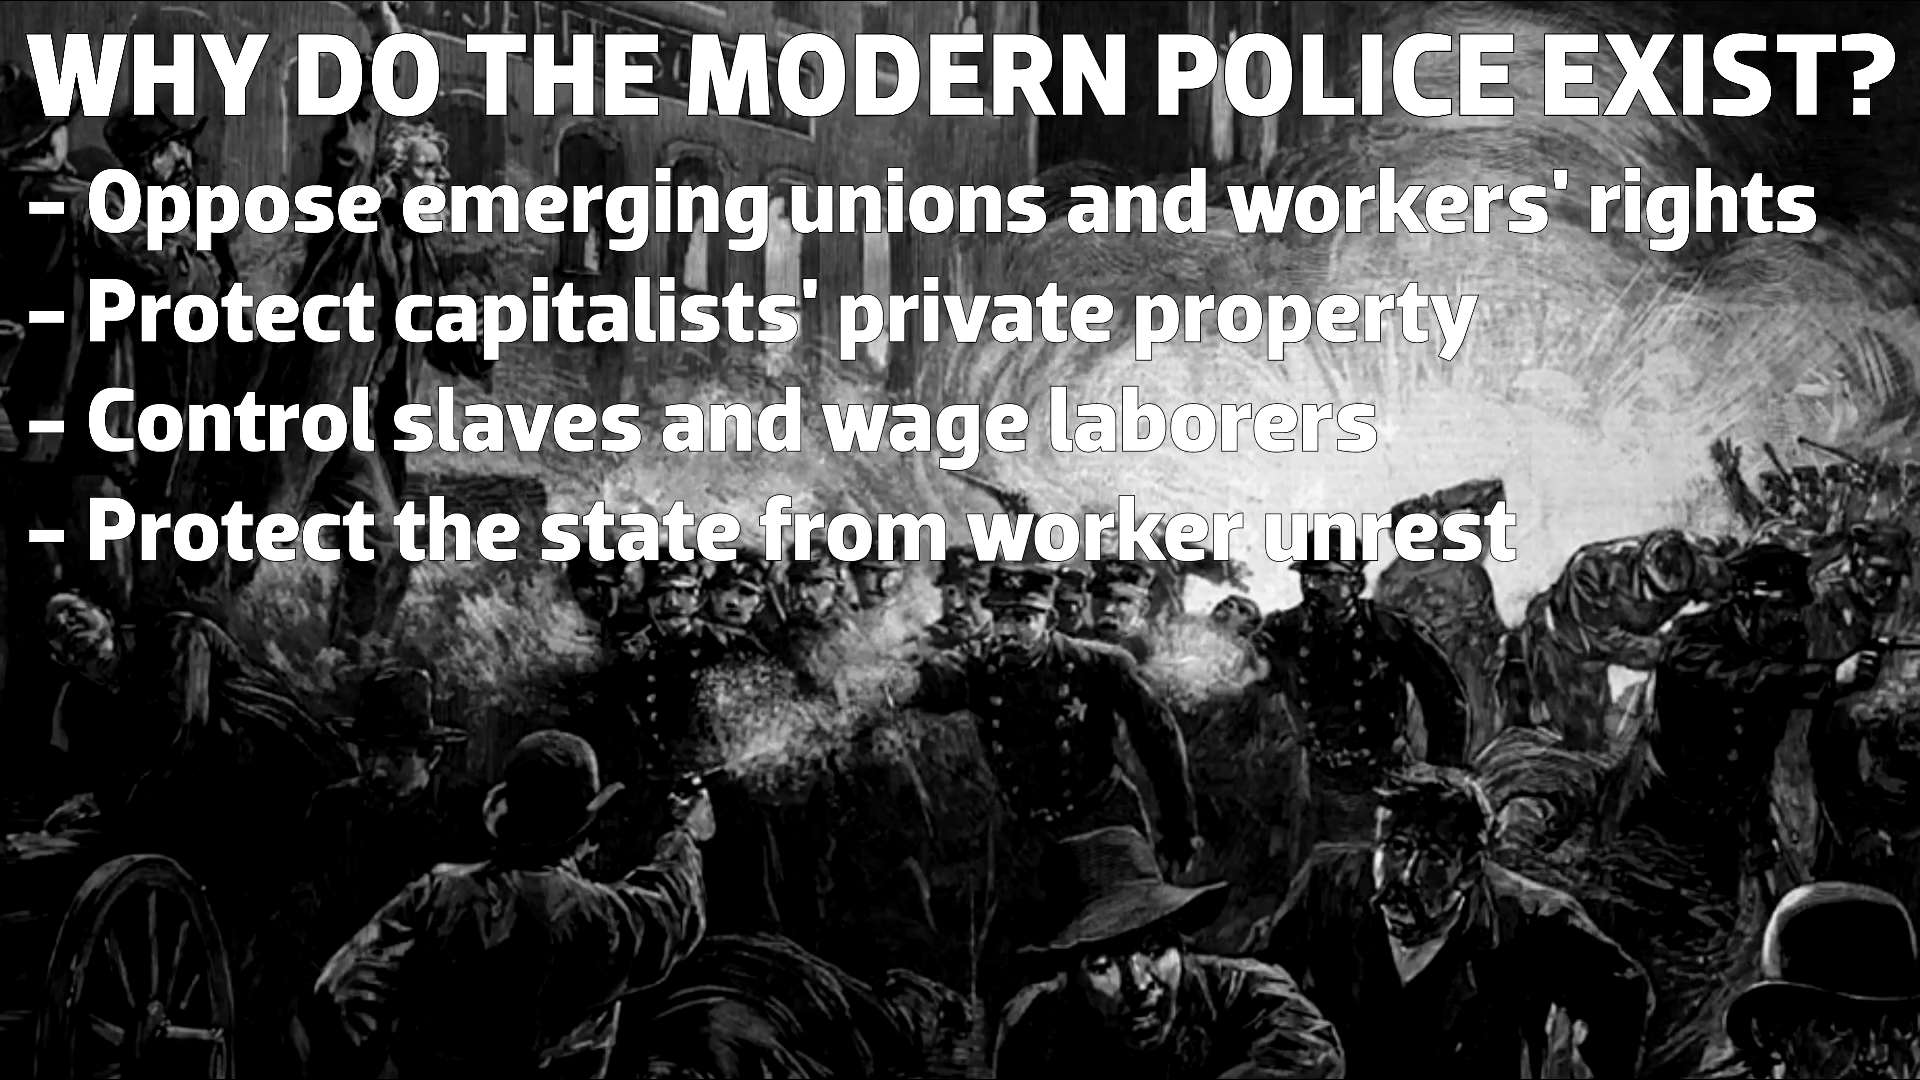 WHY DO THE MODERN POLICE EXIST?
– Oppose emerging unions and workers' rights
– Protect capitalists' private property
– Control slaves and wage laborers
– Protect the state from worker unrest